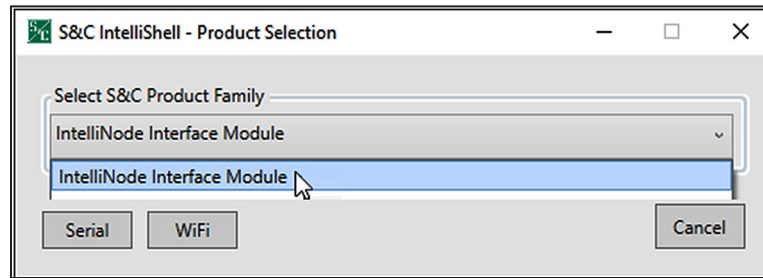 S&C IntelliShell - Product Selection
Select S&C Product Family
IntelliNode Interface Module
IntelliNode Interface Module
Serial WiFi Cancel